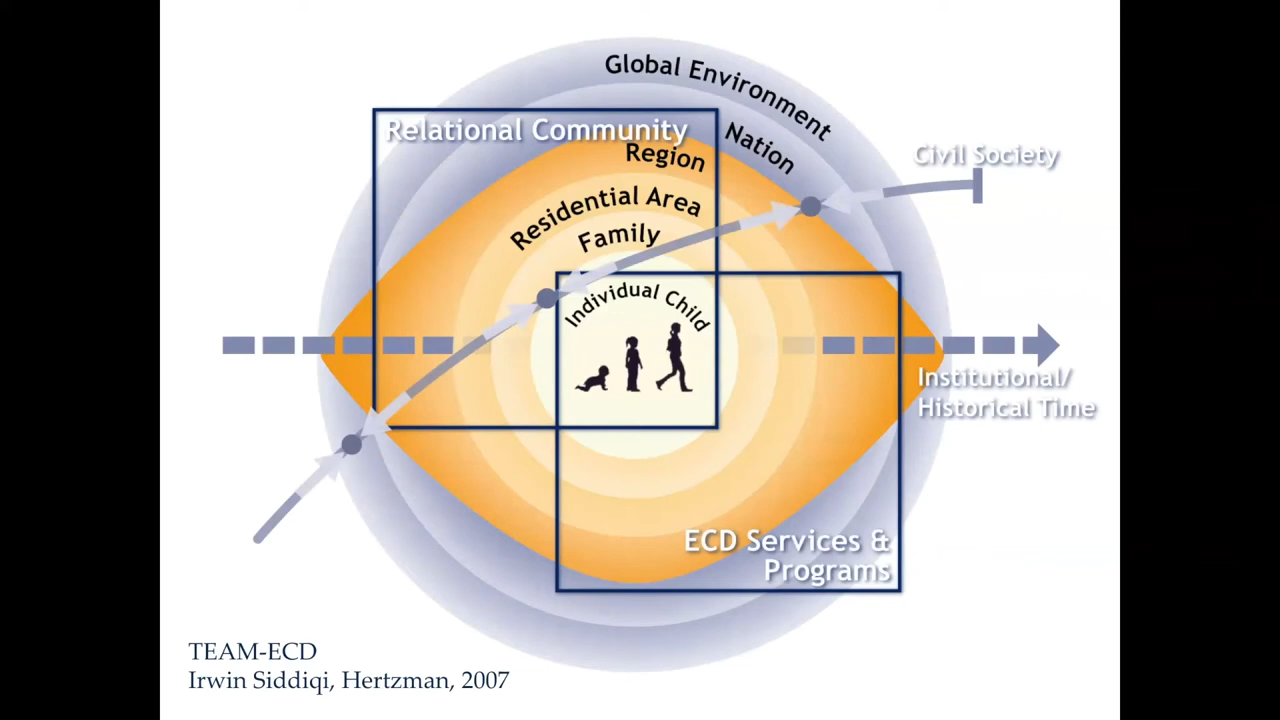 Global Environment
Relational Community
Nation
Region
Civil Society
Residential Area
Family
Individual Child
Institutional/
Historical Time
ECD Services &
Programs
TEAM-ECD
Irwin Siddiqi, Hertzman, 2007